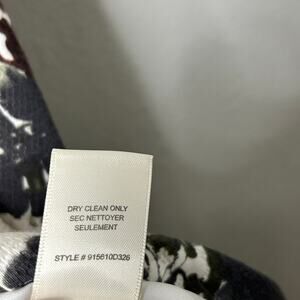 DRY CLEAN ONLY
SEC NETTOYER
SEULEMENT
STYLE # 915610D326